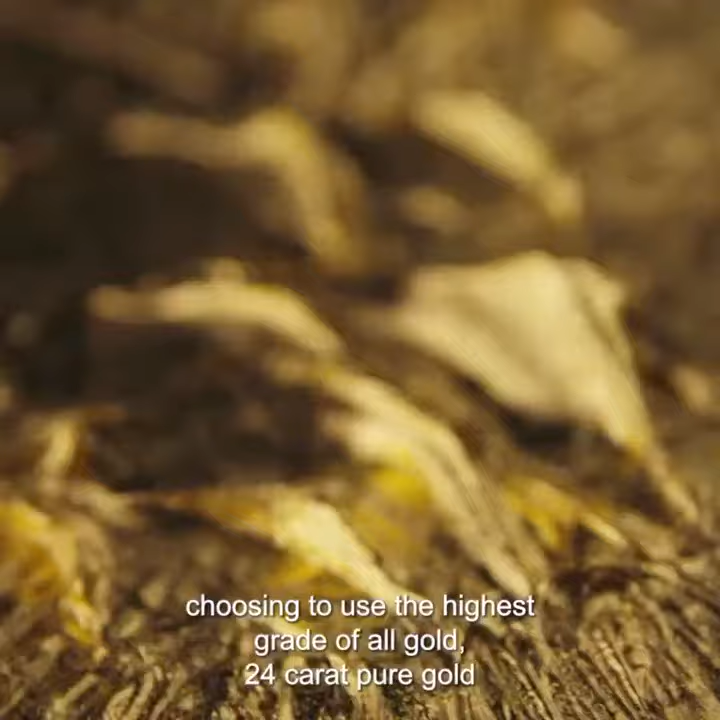 choosing to use the highest
grade of all gold,
24 carat pure gold